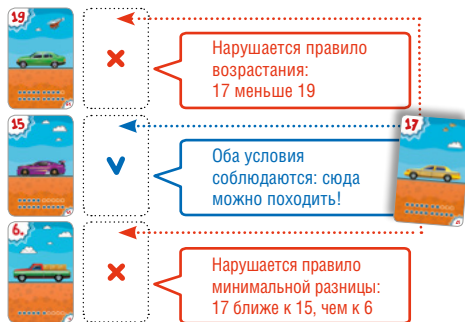 19
Нарушается правило
возрастания:
17 меньше 19
15
17
Оба условия
соблюдаются: сюда
можно походить!
6.
Нарушается правило
минимальной разницы:
17 ближе к 15, чем к 6